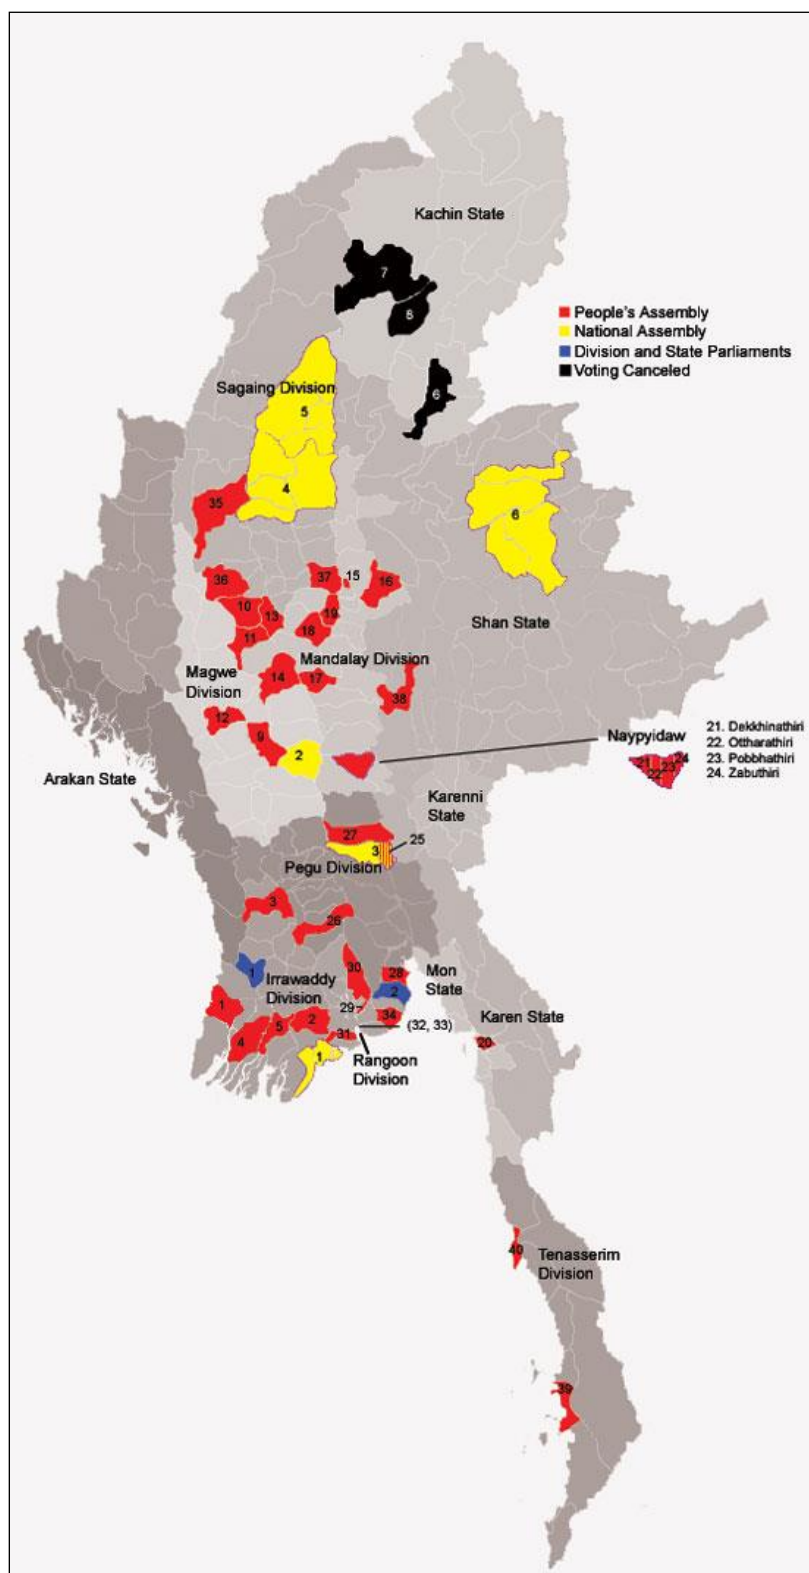 Kachin State
7
8
People's Assembly
National Assembly
Division and State Parliaments
Voting Canceled
6
Sagaing Division
5
4
35
6
36
37
15
16
10
13
19
11
18
Shan State
Mandalay Division
Magwe
Division
14
17
38
12
9
2
Naypyidaw
21. Dekkhinathiri
22. Ottharathiri
23. Pobbhathiri
24. Zabuthiri
21
22
23
24
Arakan State
Karenni
State
27
25
3
Pegu Division
3
26
1
30
28
Mon
State
Irrawaddy
Division
2
1
29
34
Karen State
4
5
2
31
(32, 33)
20
1
Rangoon
Division
40
Tenasserim
Division
39